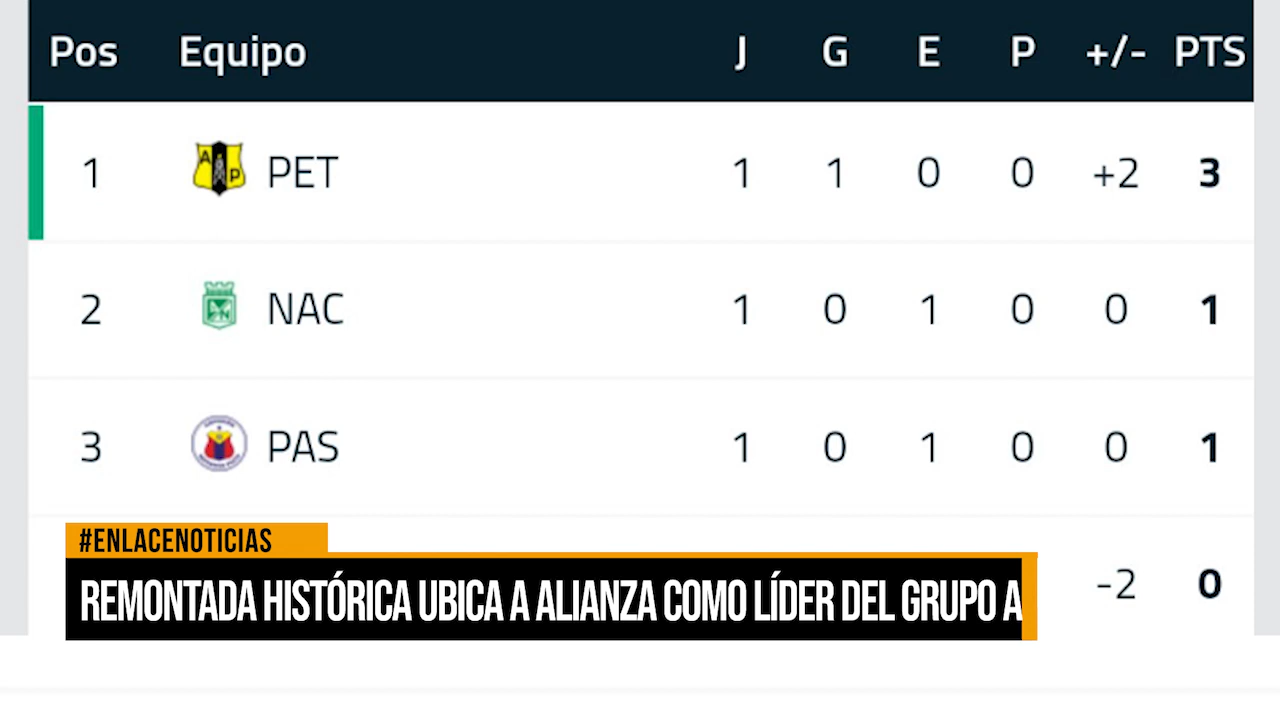 Pos Equipo J G E P +/- PTS
1 AP PET 1 1 0 0 +2 3
2 NAC 1 0 1 0 0 1
3 PAS 1 0 1 0 0 1
-2 0
#ENLACENOTICIAS
REMONTADA HISTÓRICA UBICA A ALIANZA COMO LÍDER DEL GRUPO A